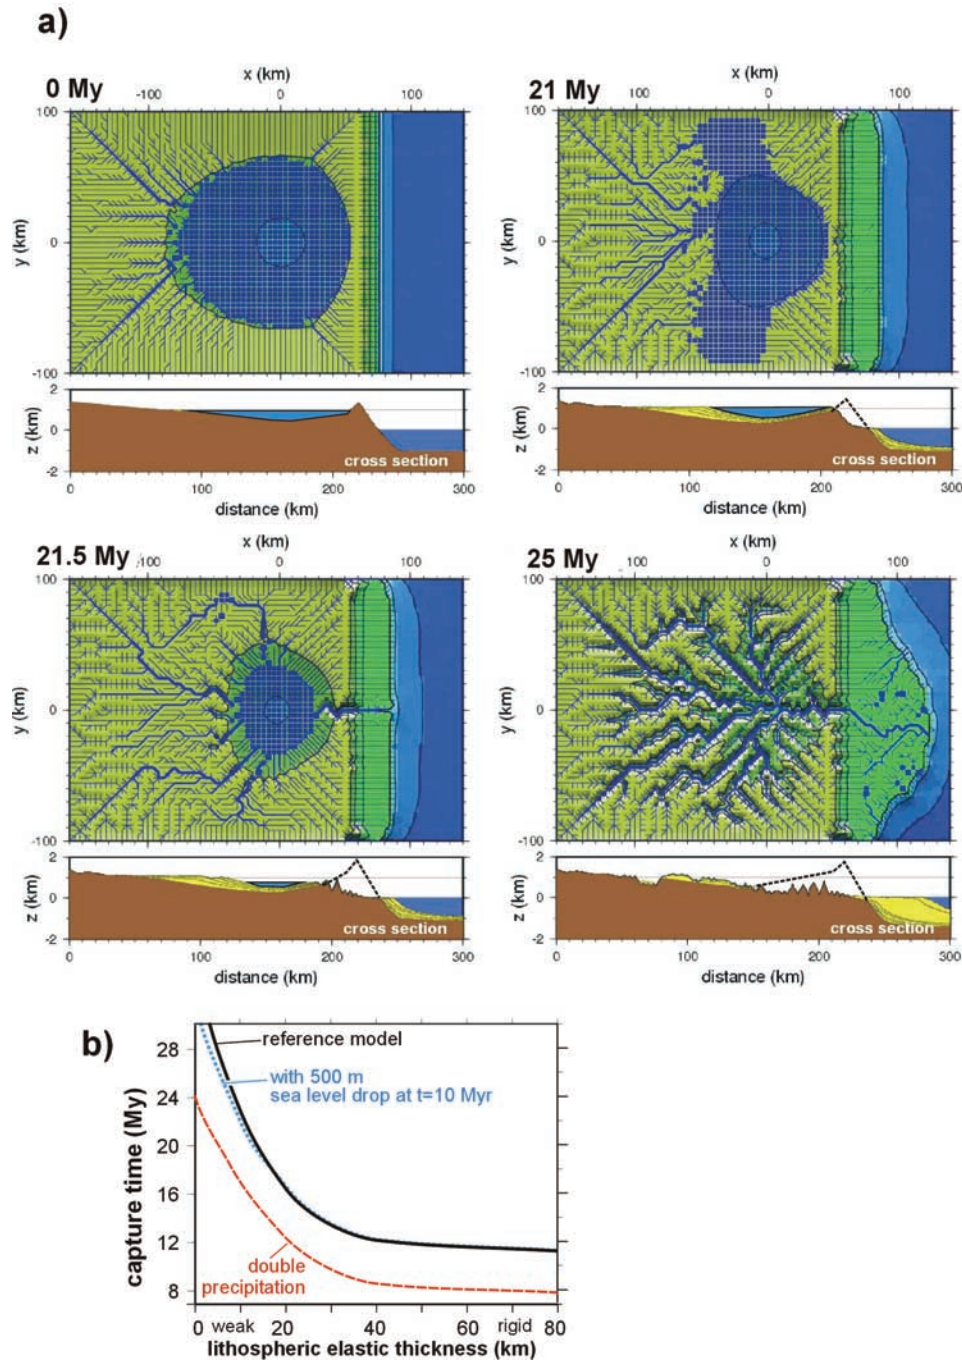 a)
x (km)
0 My
-100
0
100
100
y (km)
0
-100
2
z (km)
0
-2
cross section
0
100
200
300
distance (km)
x (km)
21 My
-100
0
100
100
y (km)
0
-100
2
z (km)
0
-2
cross section
0
100
200
300
distance (km)
x (km)
21.5 My
-100
0
100
100
y (km)
0
-100
2
z (km)
0
-2
cross section
0
100
200
300
distance (km)
x (km)
25 My
-100
0
100
100
y (km)
0
-100
2
z (km)
0
-2
cross section
0
100
200
300
distance (km)
b)
reference model
with 500 m
sea level drop at t=10 Myr
double
precipitation
capture time (My)
28
24
20
16
12
8
0 weak 20 40 60 rigid 80
lithospheric elastic thickness (km)